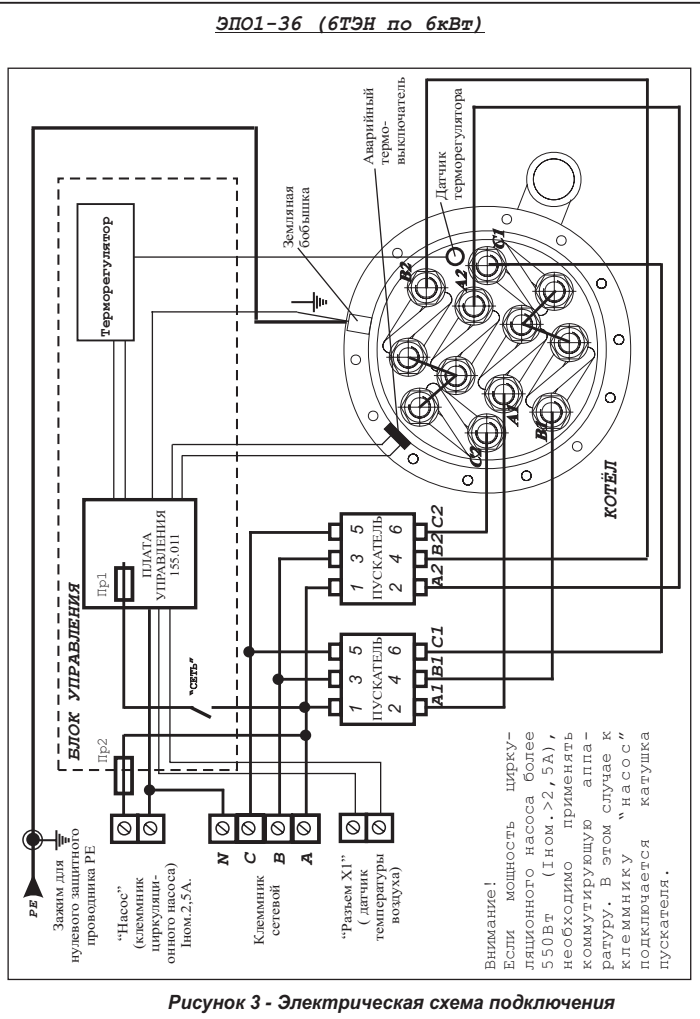 ЭПО1-36 (6ТЭН по 6кВт)
Аварийный
термо-
выключатель
Датчик
терморегулятора
Земляная
бобышка
Терморегулятор
B2
A2
C1
A1
B1
C2
КОТЁЛ
ПЛАТА
УПРАВЛЕНИЯ
155.011
Пр1
БЛОК УПРАВЛЕНИЯ
"СЕТЬ"
Пр2
1 3 5
ПУСКАТЕЛЬ
2 4 6
A2 B2 C2
1 3 5
ПУСКАТЕЛЬ
2 4 6
A1 B1 C1
PE
Зажим для
нулевого защитного
проводника РЕ
“Насос”
(клеммник
циркуляци-
онного насоса)
Iном.2,5А.
N
C
B
A
Клеммник
сетевой
“Разьем X1”
( датчик
температуры
воздуха)
Внимание!
Если мощность цирку-
ляционного насоса более
550Вт (Iном.>2,5А),
необходимо применять
коммутирующую аппа-
ратуру. В этом случае к
клеммнику “насос”
подключается катушка
пускателя.
Рисунок 3 - Электрическая схема подключения